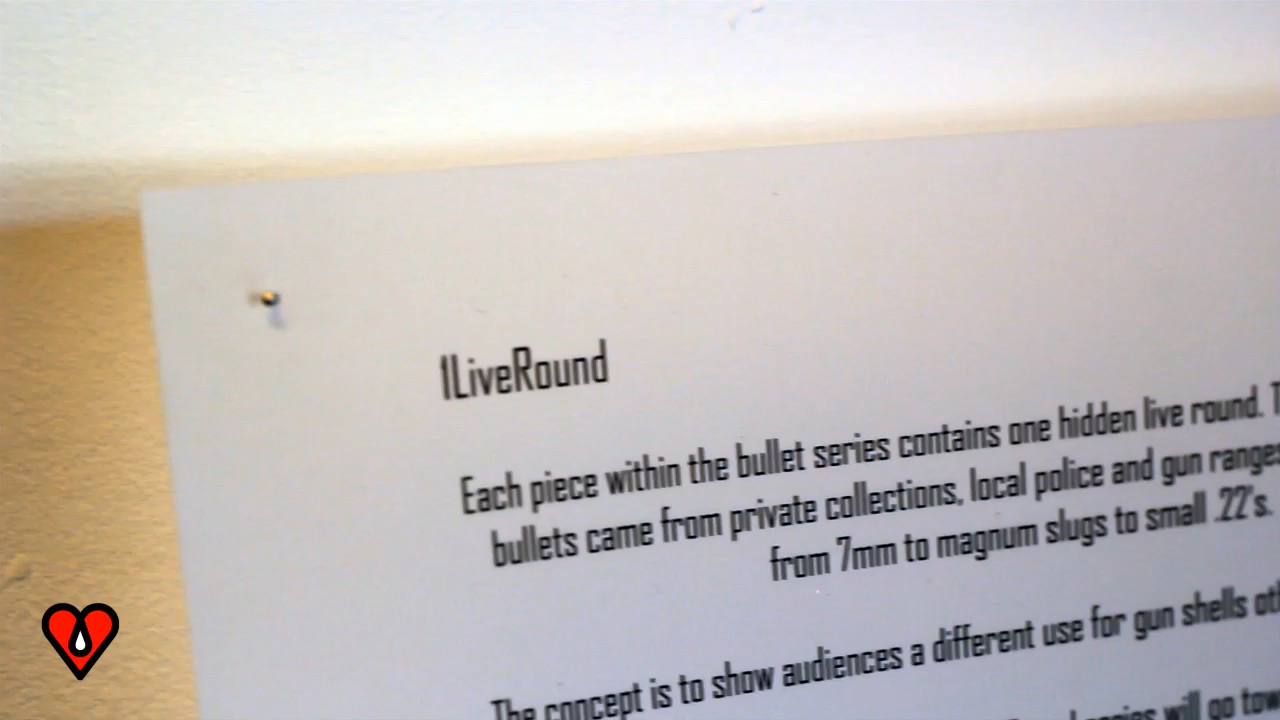 1LiveRound
Each piece within the bullet series contains one hidden live round.
bullets came from private collections, local police and gun ranges
from 7mm to magnum slugs to small .22's.
The concept is to show audiences a different use for gun shells
will go